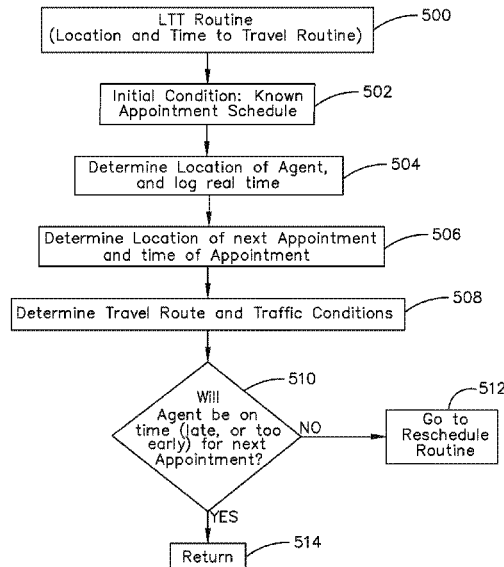 LTT Routine
(Location and Time to Travel Routine)
500
Initial Condition: Known
Appointment Schedule
502
Determine Location of Agent,
and log real time
504
Determine Location of next Appointment
and time of Appointment
506
Determine Travel Route and Traffic Conditions
508
Will
Agent be on
time (late, or too
early) for next
Appointment?
510
NO
Go to
Reschedule
Routine
512
YES
Return
514